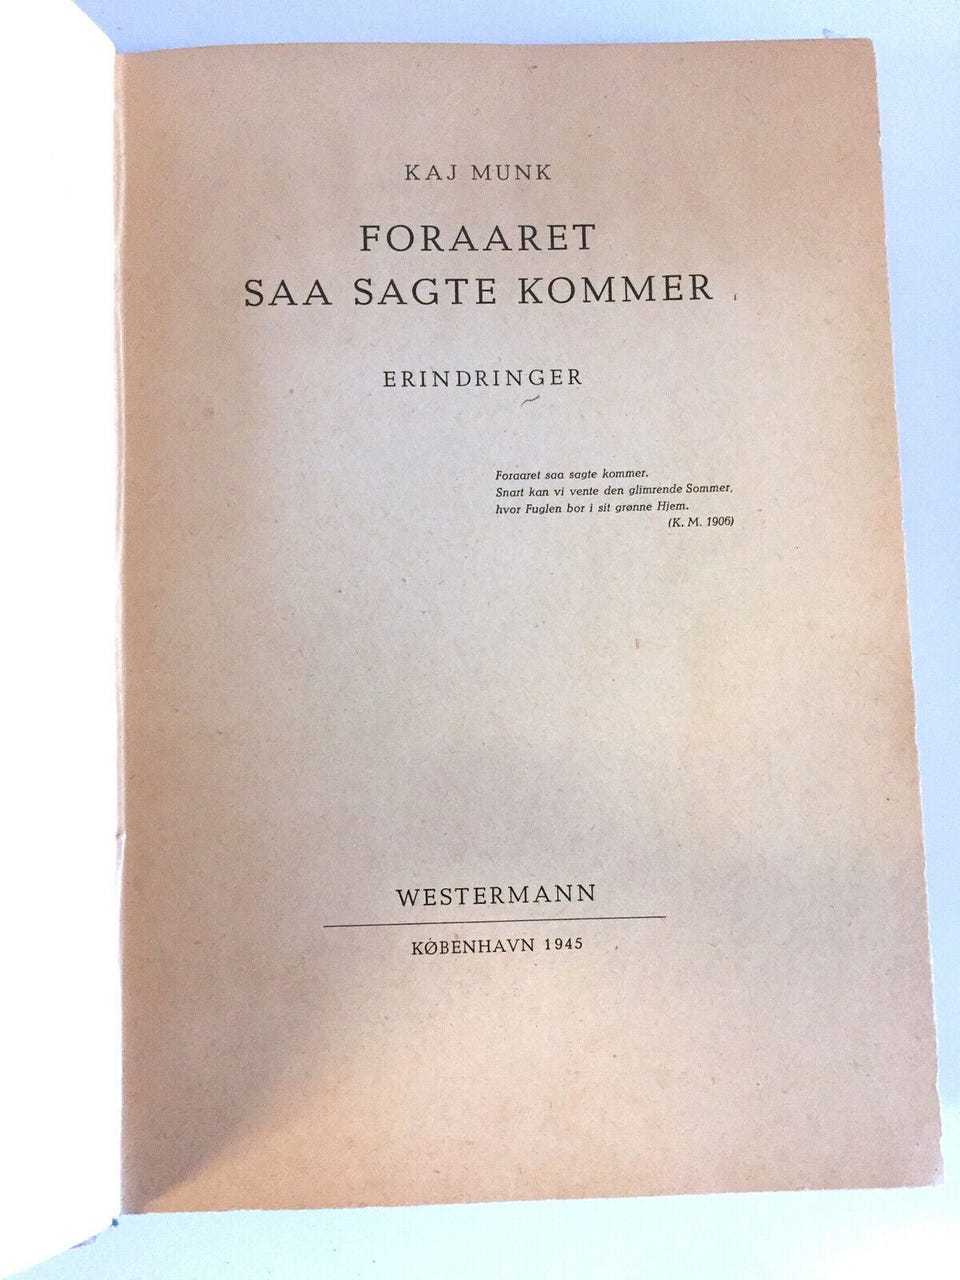 KAJ MUNK
FORAARET
SAA SAGTE KOMMER
ERINDRINGER
Foraaret saa sagte kommer.
Snart kan vi vente den glimrende Sommer,
hvor Fuglen bor i sit grønne Hjem.
(K. M. 1906)
WESTERMANN
KØBENHAVN 1945